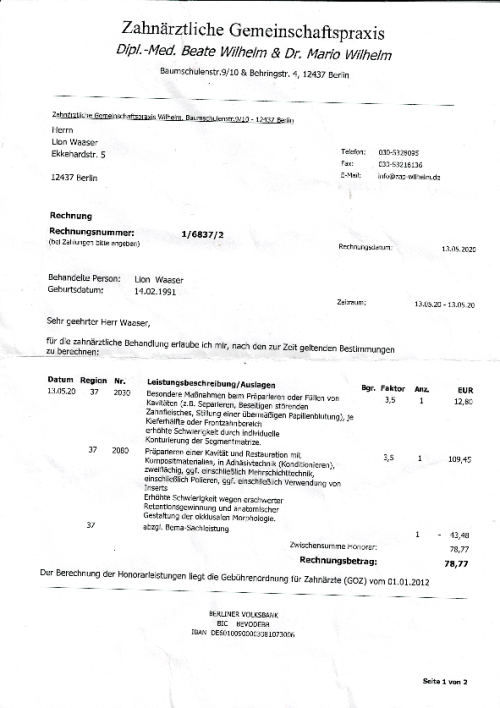 Zahnärztliche Gemeinschaftspraxis
Dipl.-Med. Beate Wilhelm & Dr. Mario Wilhelm
Baumschulenstr.9/10 & Behringstr. 4, 12437 Berlin
Zahnärztliche Gemeinschaftspraxis Wilhelm, Baumschulenstr.9/10 - 12437 Berlin
Herrn
Lion Waaser
Ekkehardstr. 5
12437 Berlin
Telefon: 030-5328095
Fax: 030-53216136
E-Mail: info@zap-wilhelm.de
Rechnung
Rechnungsnummer: 1/6837/2
(bei Zahlungen bitte angeben)
Rechnungsdatum: 13.05.2020
Behandelte Person: Lion Waaser
Geburtsdatum: 14.02.1991
Zeitraum: 13.05.20 - 13.05.20
Sehr geehrter Herr Waaser,
für die zahnärztliche Behandlung erlaube ich mir, nach den zur Zeit geltenden Bestimmungen
zu berechnen:
Datum Region Nr. Leistungsbeschreibung/Auslagen Bgr. Faktor Anz. EUR
13.05.20 37 2030 Besondere Maßnahmen beim Präparieren oder Füllen von 3,5 1 12,80
Kavitäten (z.B. Separieren, Beseitigen störenden
Zahnfleisches, Stillung einer übermäßigen Papillenblutung), je
Kieferhälfte oder Frontzahnbereich
erhöhte Schwierigkeit durch individuelle
Konturierung der Segmentmatrize.
37 2080 Präparieren einer Kavität und Restauration mit 3,5 1 109,45
Kompositmaterialien, in Adhäsivtechnik (Konditionieren),
zweiflächig, ggf. einschließlich Mehrschichttechnik,
einschließlich Polieren, ggf. einschließlich Verwendung von
Inserts
Erhöhte Schwierigkeit wegen erschwerter
Retentionsgewinnung und anatomischer
Gestaltung der okklusalen Morphologie.
37 abzgl. Bema-Sachleistung 1 - 43,48
Zwischensumme Honorar: 78,77
Rechnungsbetrag: 78,77
Der Berechnung der Honorarleistungen liegt die Gebührenordnung für Zahnärzte (GOZ) vom 01.01.2012
BERLINER VOLKSBANK
BIC BEVODEBB
IBAN
Seite 1 von 2